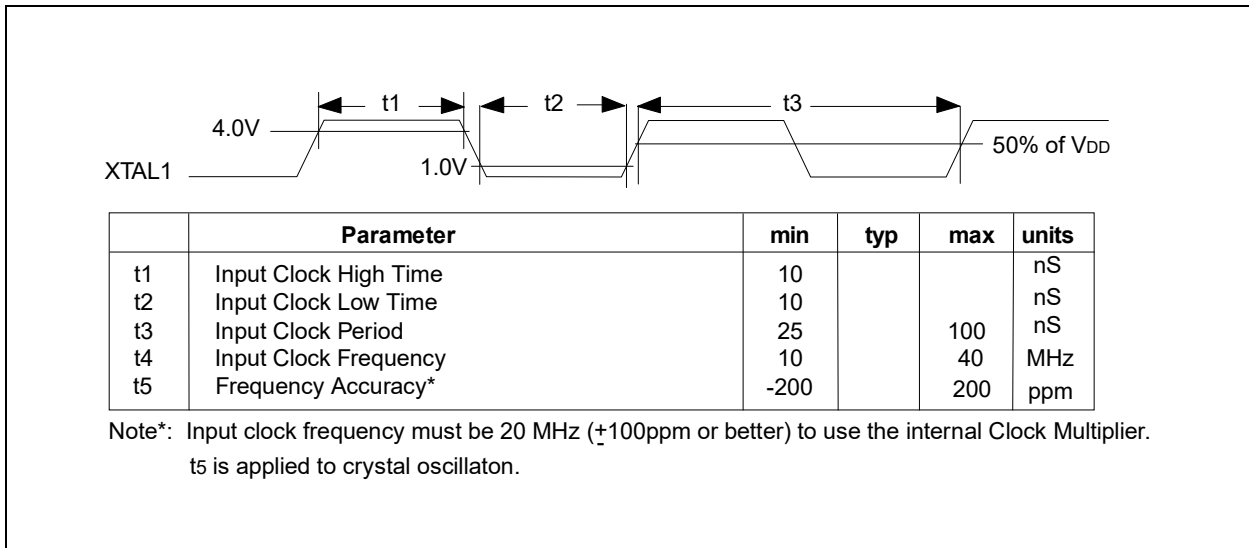 t1 t2 t3
4.0V
50% of VDD
1.0V
XTAL1
Parameter min typ max units
t1 Input Clock High Time 10 nS
t2 Input Clock Low Time 10 nS
t3 Input Clock Period 25 100 nS
t4 Input Clock Frequency 10 40 MHz
t5 Frequency Accuracy* -200 200 ppm
Note*: Input clock frequency must be 20 MHz (±100ppm or better) to use the internal Clock Multiplier.
t5 is applied to crystal oscillaton.